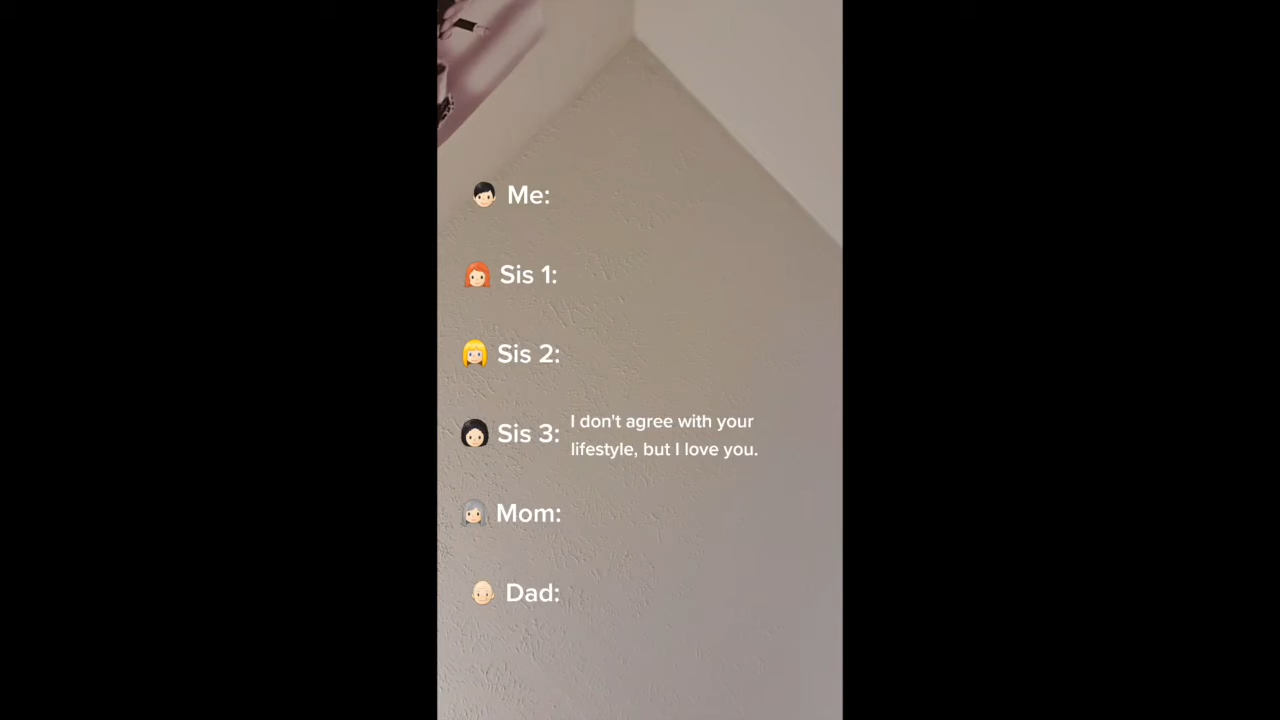 Me:
Sis 1:
Sis 2:
Sis 3: I don't agree with your
lifestyle, but I love you.
Mom:
Dad: